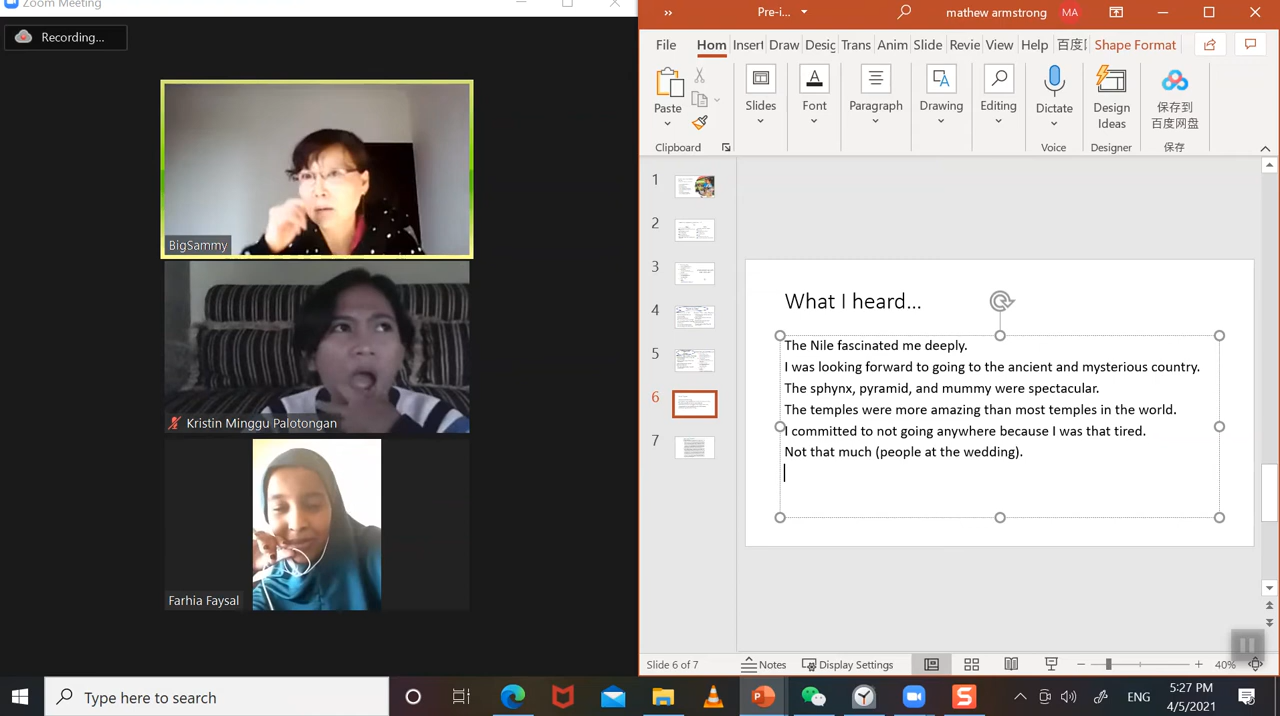 Zoom Meeting
Recording...
BigSammy
Kristin Minggu Palotongan
Farhia Faysal
Pre-i...
mathew armstrong
MA
File
Hom
Insert
Draw
Desig
Trans
Anim
Slide
Revie
View
Help
Shape Format
Paste
Slides
Font
Paragraph
Drawing
Editing
Dictate
Design
Ideas
保存到
百度网盘
Clipboard
Voice
Designer
保存
1
2
3
4
5
6
7
What I heard...
The Nile fascinated me deeply.
I was looking forward to going to the ancient and mysterious country.
The sphynx, pyramid, and mummy were spectacular.
The temples were more amazing than most temples in the world.
I committed to not going anywhere because I was that tired.
Not that much (people at the wedding).
Slide 6 of 7
Notes
Display Settings
40%
Type here to search
ENG
5:27 PM
4/5/2021